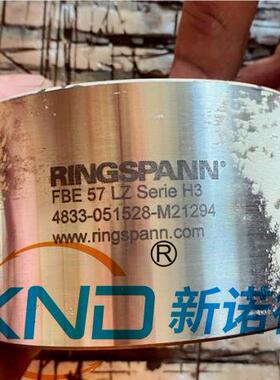 RINGSPANN®
FBE 57 LZ Serie H3
4833-051528-M21294
www.ringspann.com
®
KND 新诺